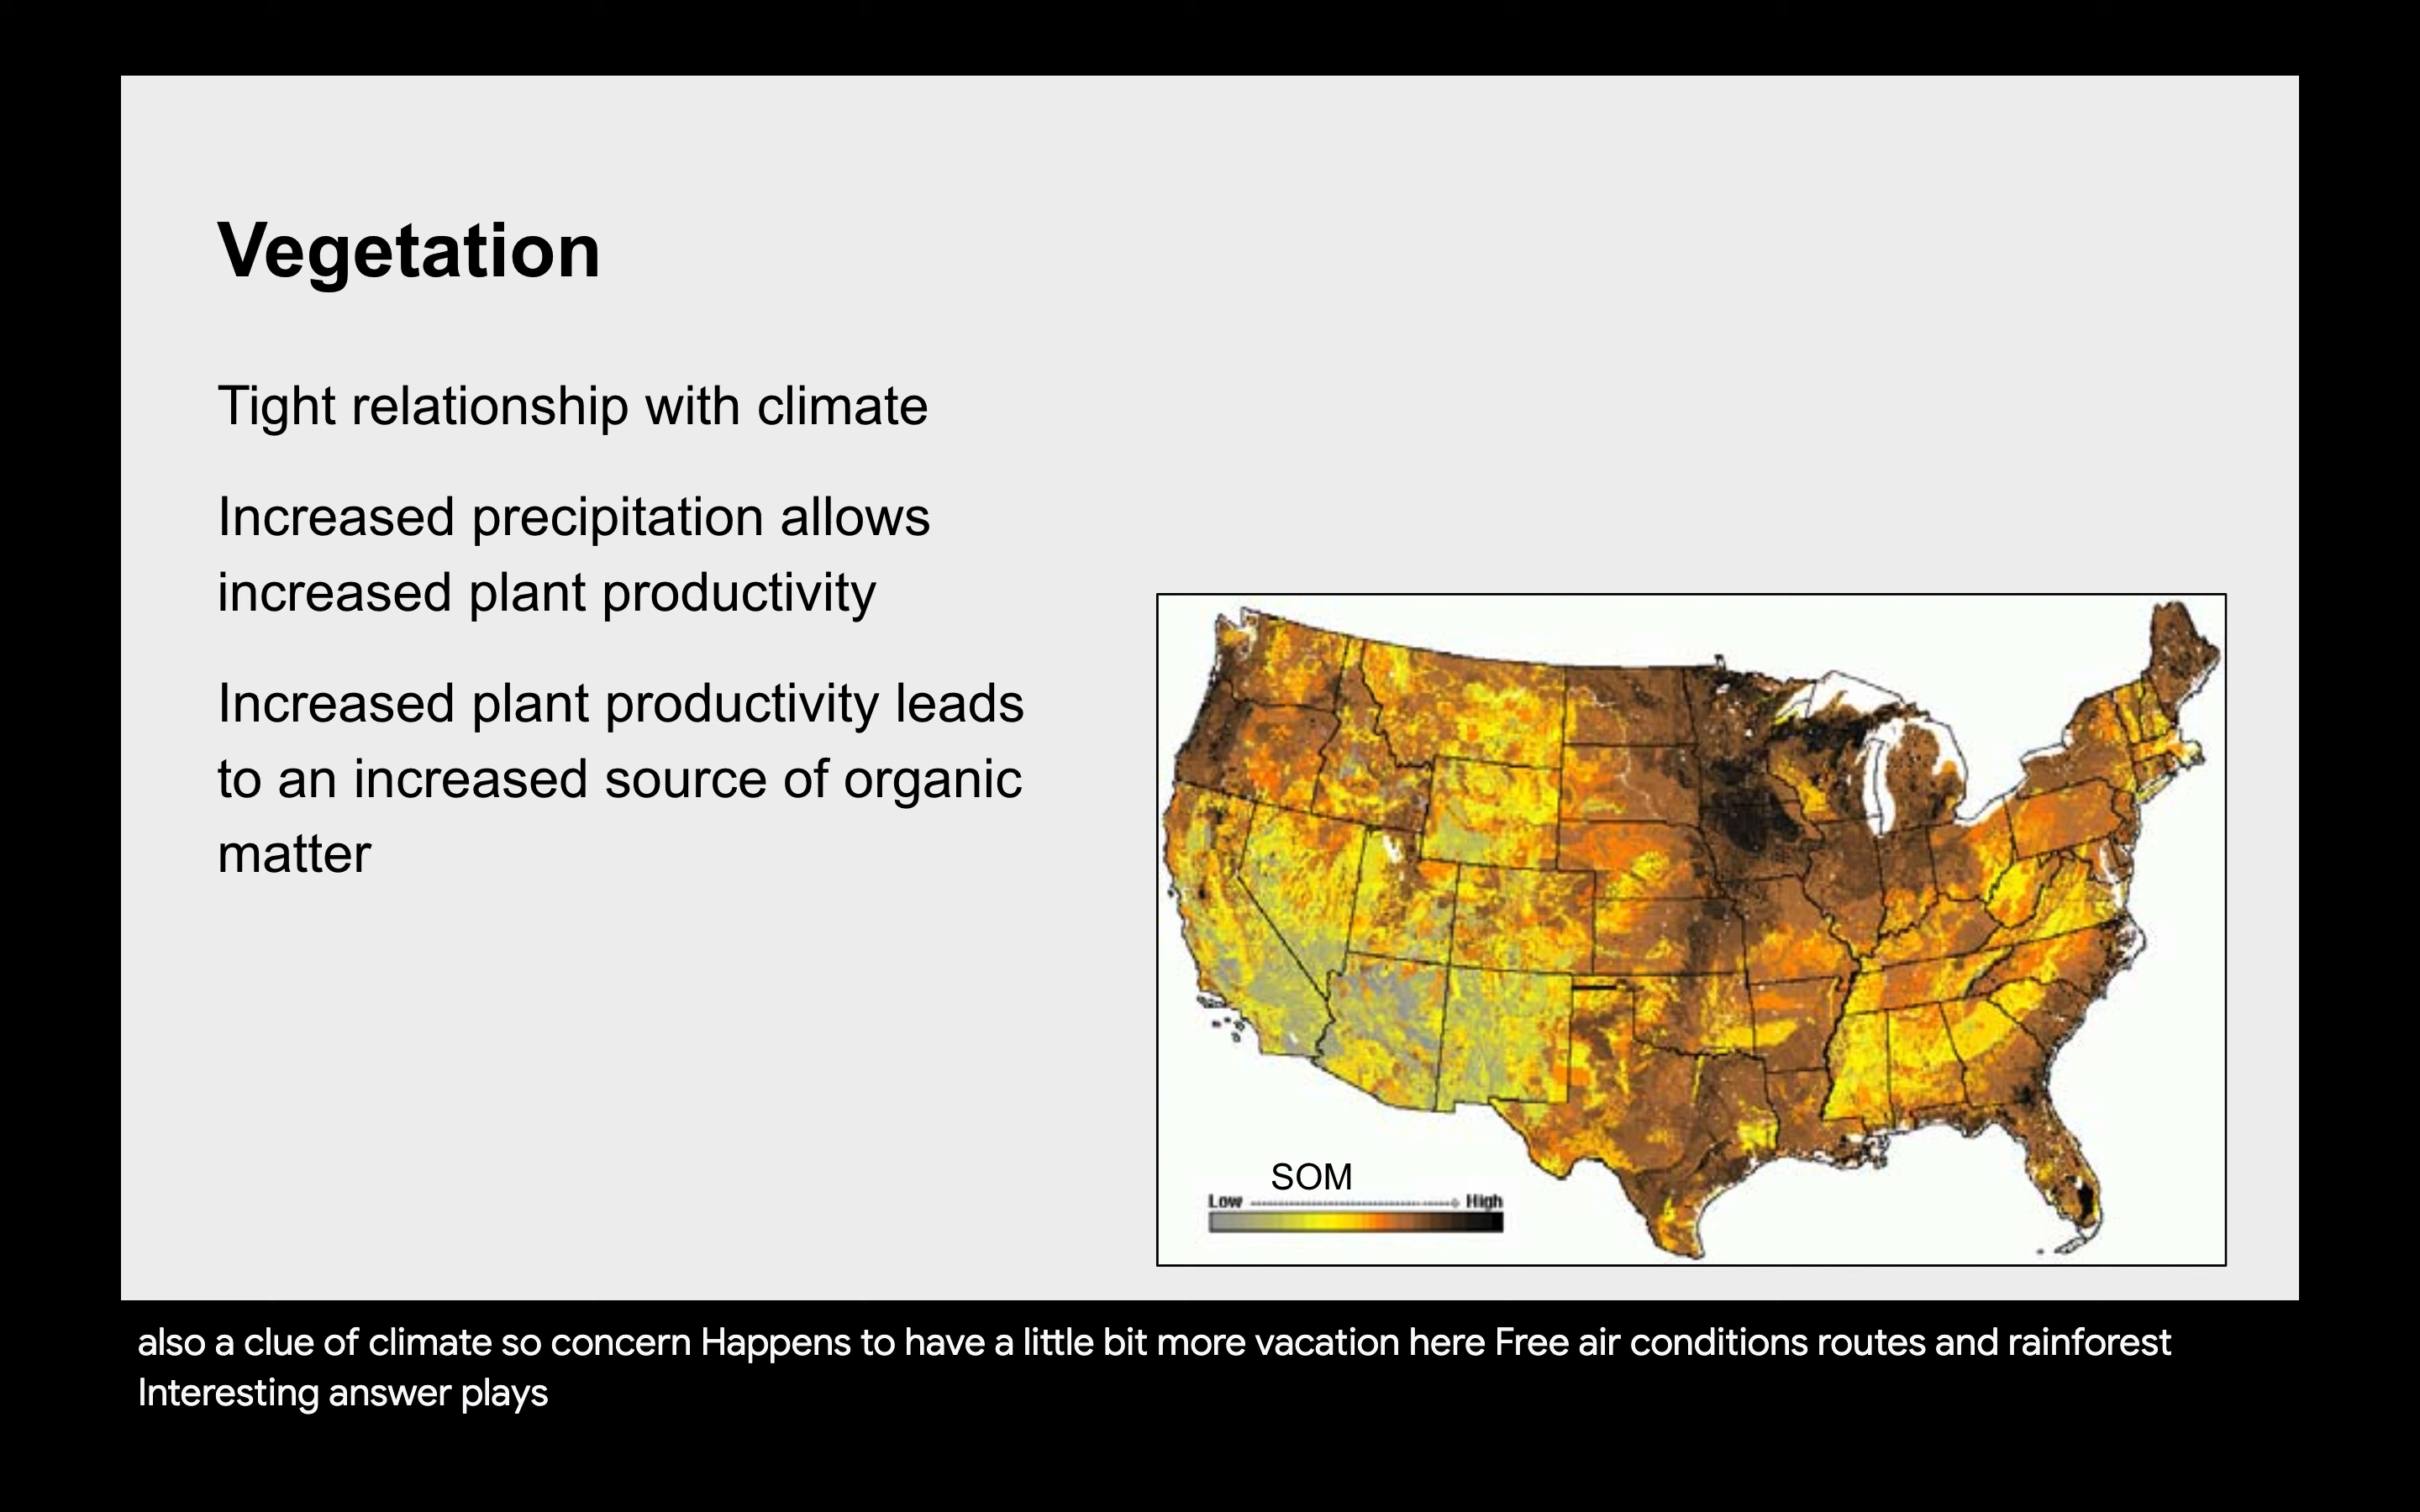 Vegetation
Tight relationship with climate
Increased precipitation allows
increased plant productivity
Increased plant productivity leads
to an increased source of organic
matter
SOM
Low High
also a clue of climate so concern Happens to have a little bit more vacation here Free air conditions routes and rainforest
Interesting answer plays